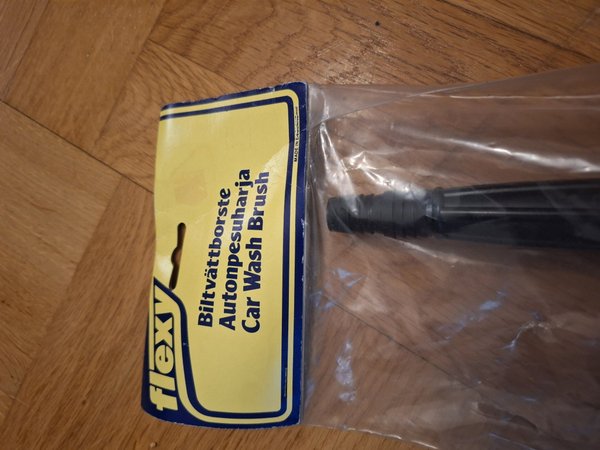 flexy
Biltvättborste
Autonpesuharja
Car Wash Brush